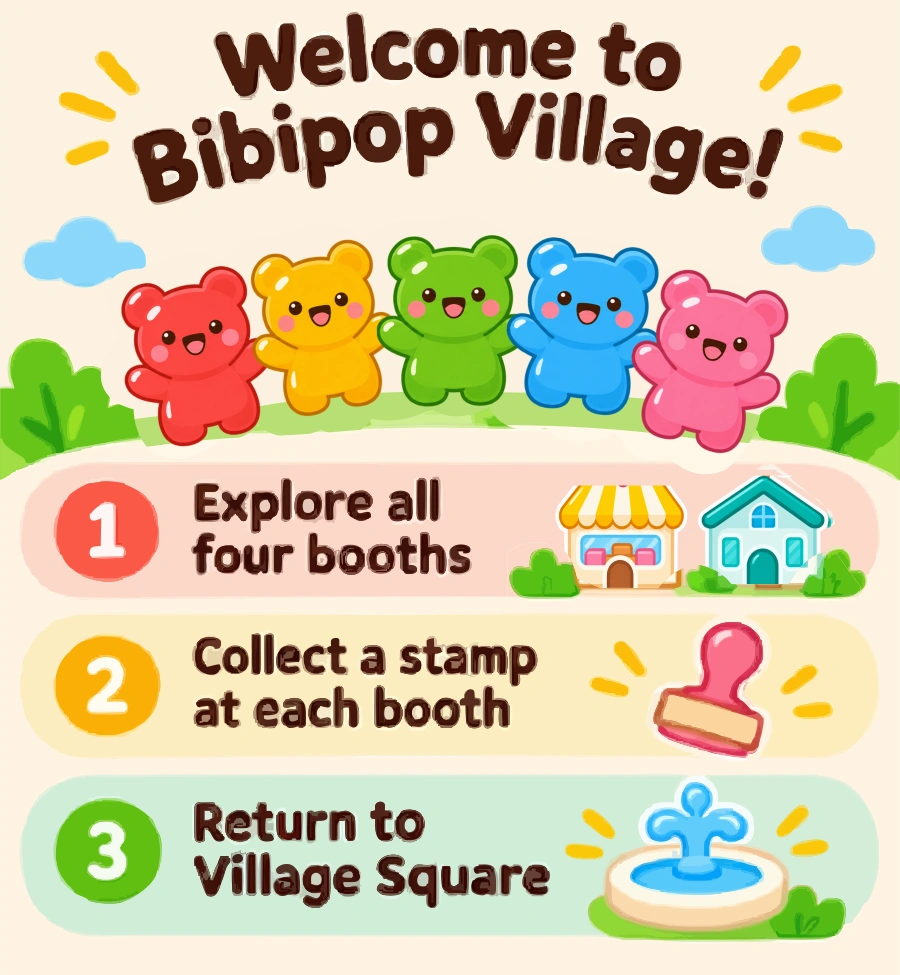 Welcome to
Bibipop Village!
1
Explore all
four booths
2
Collect a stamp
at each booth
3
Return to
Village Square